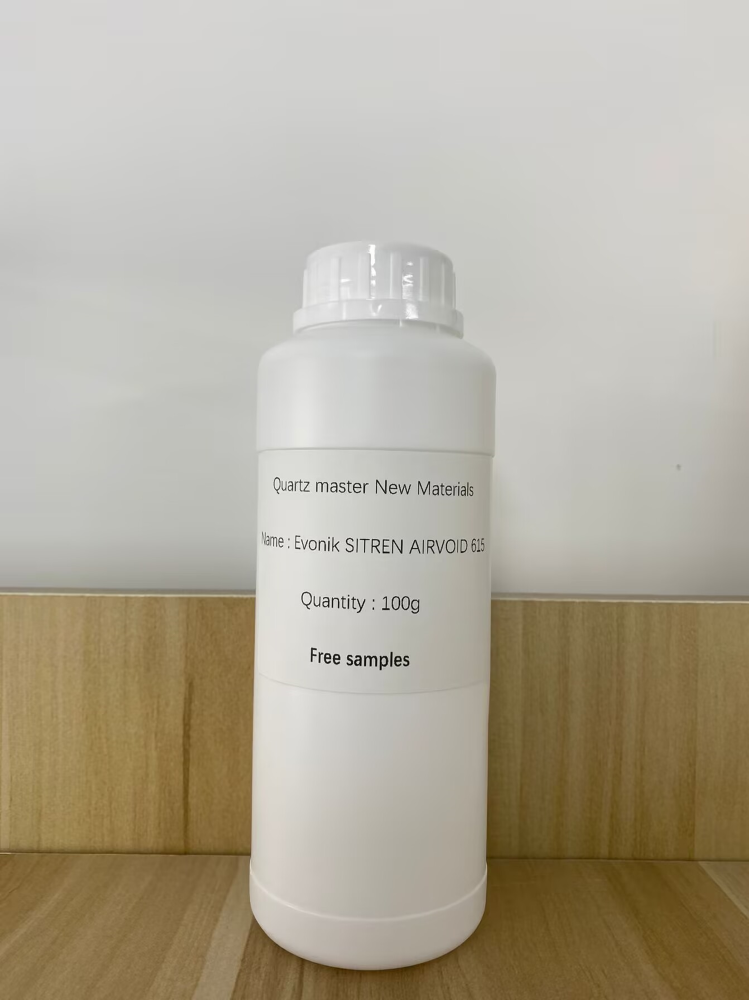 Quartz master New Materials
Name : Evonik SITREN AIRVOID 615
Quantity : 100g
Free samples